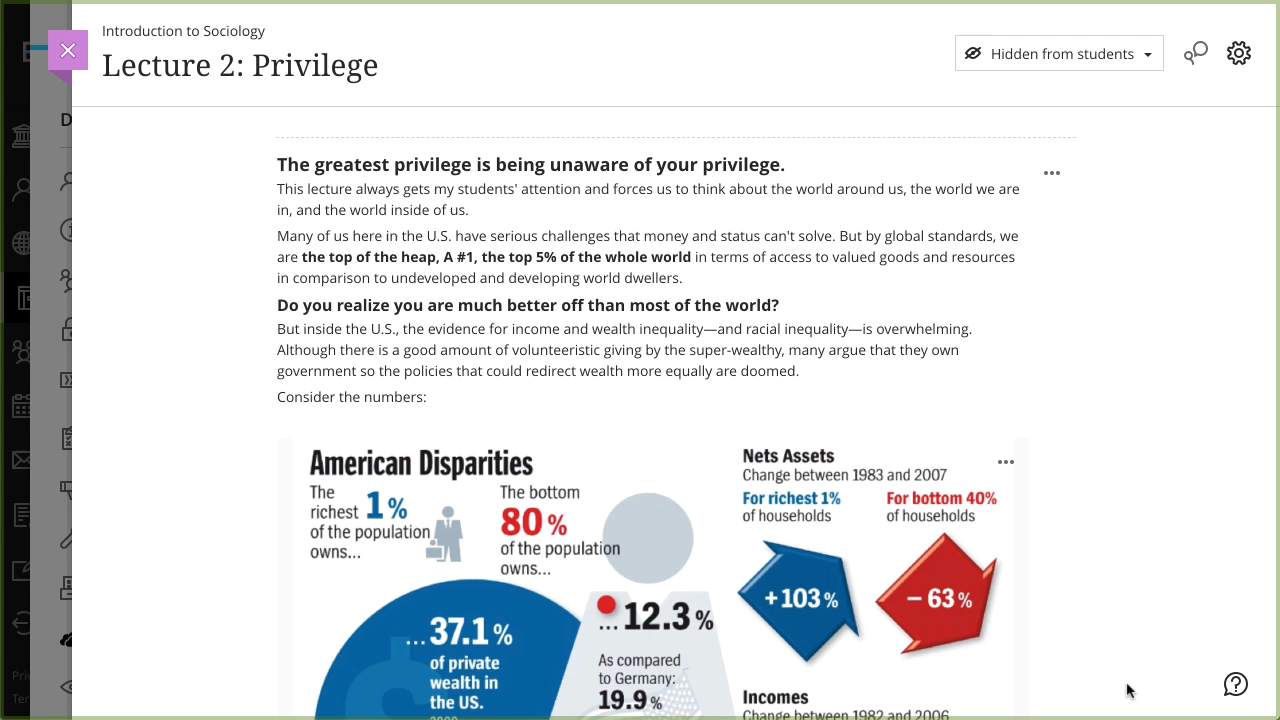 Introduction to Sociology
Lecture 2: Privilege
Hidden from students
D
The greatest privilege is being unaware of your privilege.
This lecture always gets my students' attention and forces us to think about the world around us, the world we are
in, and the world inside of us.
Many of us here in the U.S. have serious challenges that money and status can't solve. But by global standards, we
are the top of the heap, A #1, the top 5% of the whole world in terms of access to valued goods and resources
in comparison to undeveloped and developing world dwellers.
Do you realize you are much better off than most of the world?
But inside the U.S., the evidence for income and wealth inequality—and racial inequality—is overwhelming.
Although there is a good amount of volunteeristic giving by the super-wealthy, many argue that they own
government so the policies that could redirect wealth more equally are doomed.
Consider the numbers:
American Disparities
The
richest 1%
of the population
owns...
The bottom
80%
of the population
owns...
...37.1%
of private
wealth in
the US.
...12.3%
As compared
to Germany:
19.9%
Nets Assets
Change between 1983 and 2007
For richest 1%
of households
For bottom 40%
of households
+103%
– 63%
Incomes
Change between 1982 and 2006
Priv
Ter